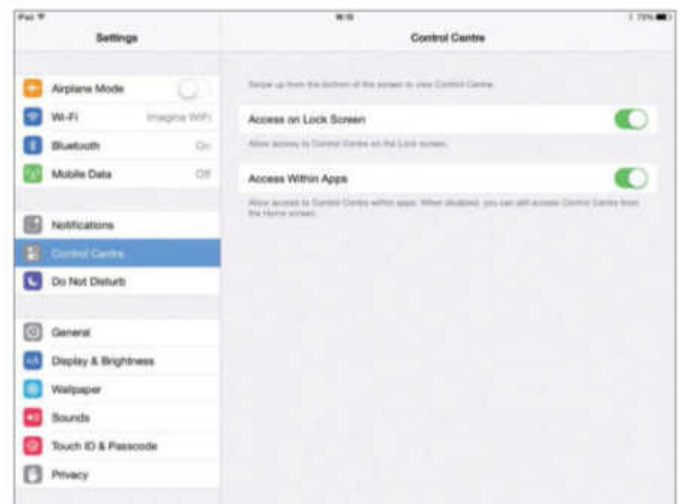 iPad
16:13
73%
Settings
Control Centre
Airplane Mode
Wi-Fi Imagine WiFi
Bluetooth On
Mobile Data Off
Notifications
Control Centre
Do Not Disturb
General
Display & Brightness
Wallpaper
Sounds
Touch ID & Passcode
Privacy
Swipe up from the bottom of the screen to view Control Centre.
Access on Lock Screen
Allow access to Control Centre on the Lock screen.
Access Within Apps
Allow access to Control Centre within apps. When disabled, you can still access Control Centre from
the Home screen.